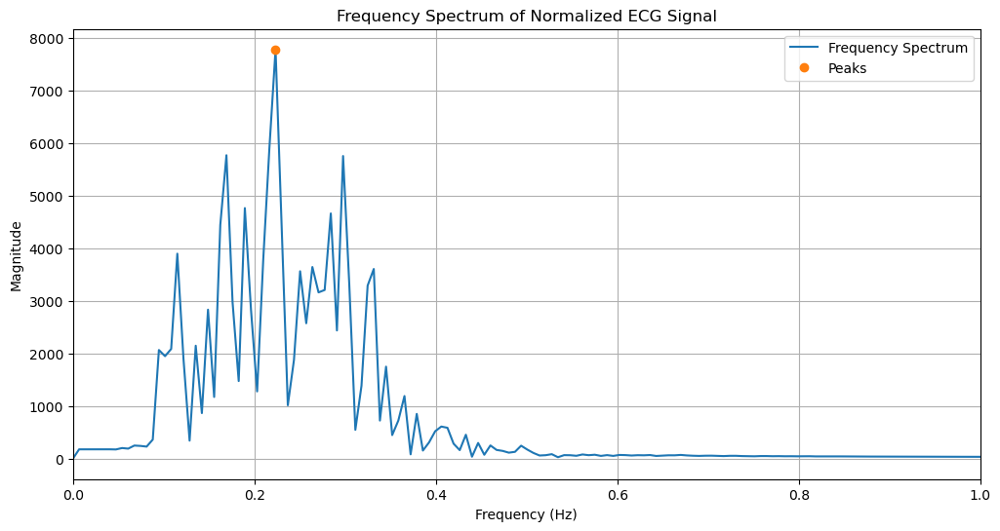 Frequency Spectrum of Normalized ECG Signal
8000
7000
6000
5000
4000
3000
2000
1000
0
Magnitude
Frequency Spectrum
Peaks
0.0 0.2 0.4 0.6 0.8 1.0
Frequency (Hz)